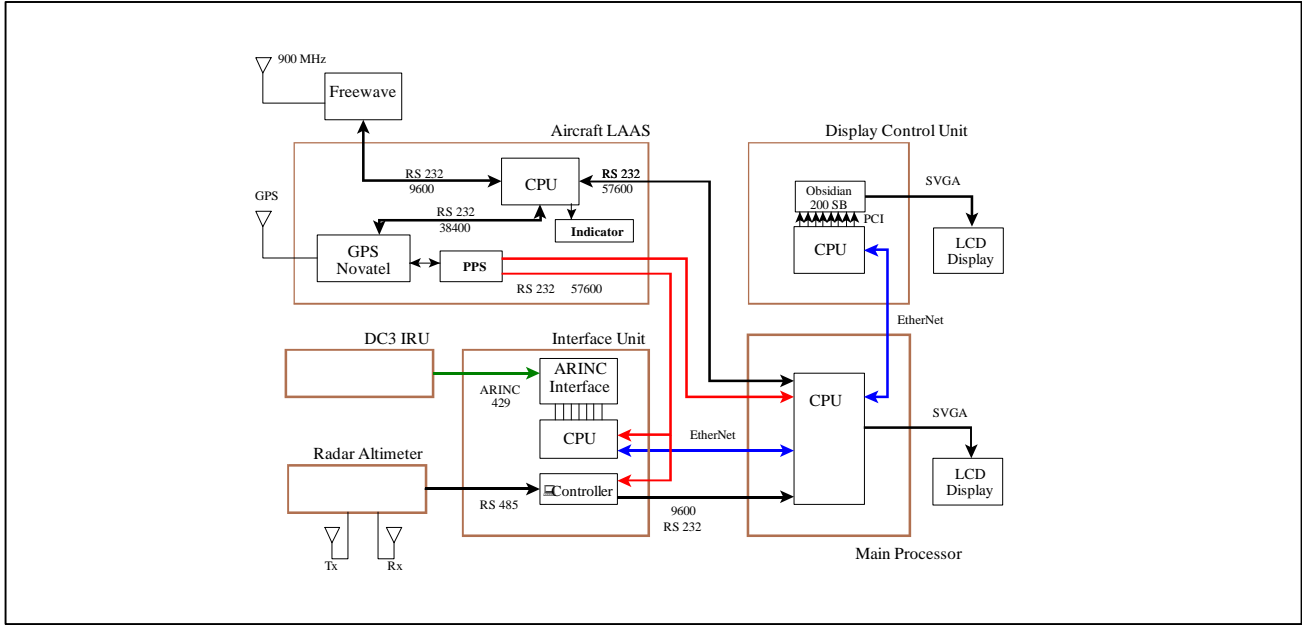 900 MHz
Freewave
Aircraft LAAS
Display Control Unit
RS 232
9600
CPU
RS 232
57600
GPS
RS 232
38400
Indicator
GPS
Novatel
PPS
RS 232 57600
Obsidian
200 SB
PCI
CPU
SVGA
LCD
Display
EtherNet
DC3 IRU
Interface Unit
ARINC
Interface
ARINC
429
CPU
EtherNet
CPU
SVGA
LCD
Display
Radar Altimeter
RS 485
Controller
9600
RS 232
Tx
Rx
Main Processor